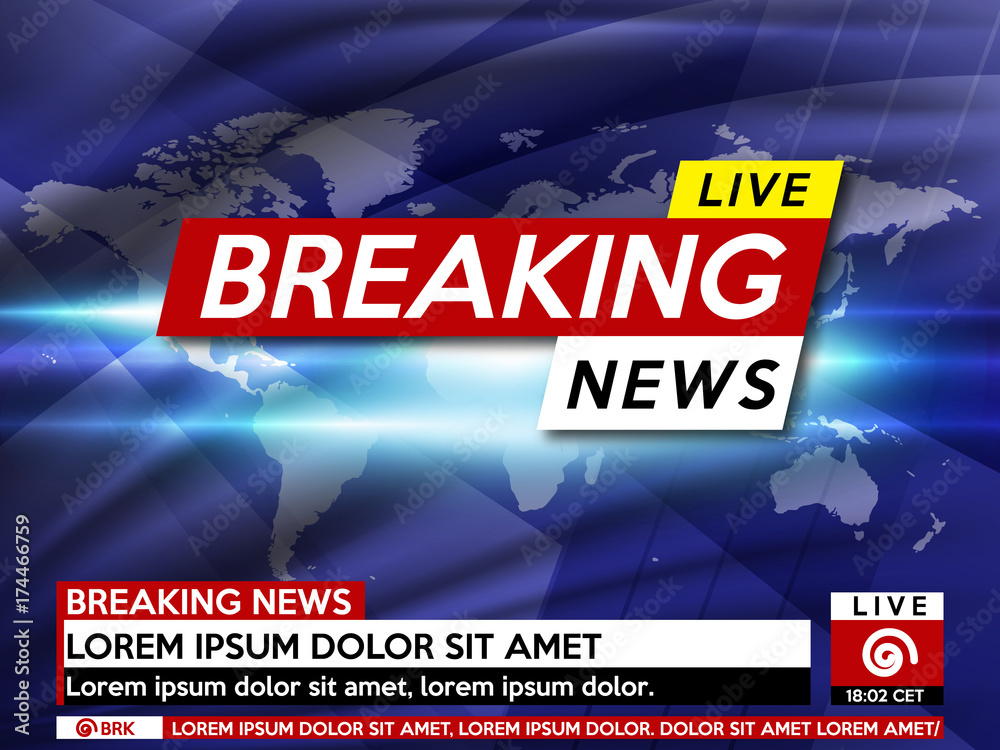 LIVE
BREAKING
NEWS
BREAKING NEWS
LOREM IPSUM DOLOR SIT AMET
Lorem ipsum dolor sit amet, lorem ipsum dolor.
LIVE
18:02 CET
BRK
LOREM IPSUM DOLOR SIT AMET, LOREM IPSUM DOLOR. DOLOR SIT AMET LOREM AMET/
Adobe Stock | #174466759